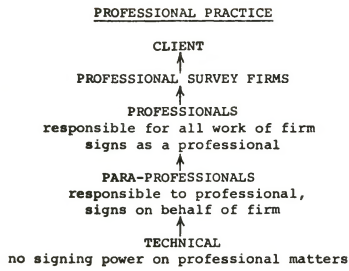 PROFESSIONAL PRACTICE
CLIENT
PROFESSIONAL SURVEY FIRMS
PROFESSIONALS
responsible for all work of firm
signs as a professional
PARA-PROFESSIONALS
responsible to professional,
signs on behalf of firm
TECHNICAL
no signing power on professional matters